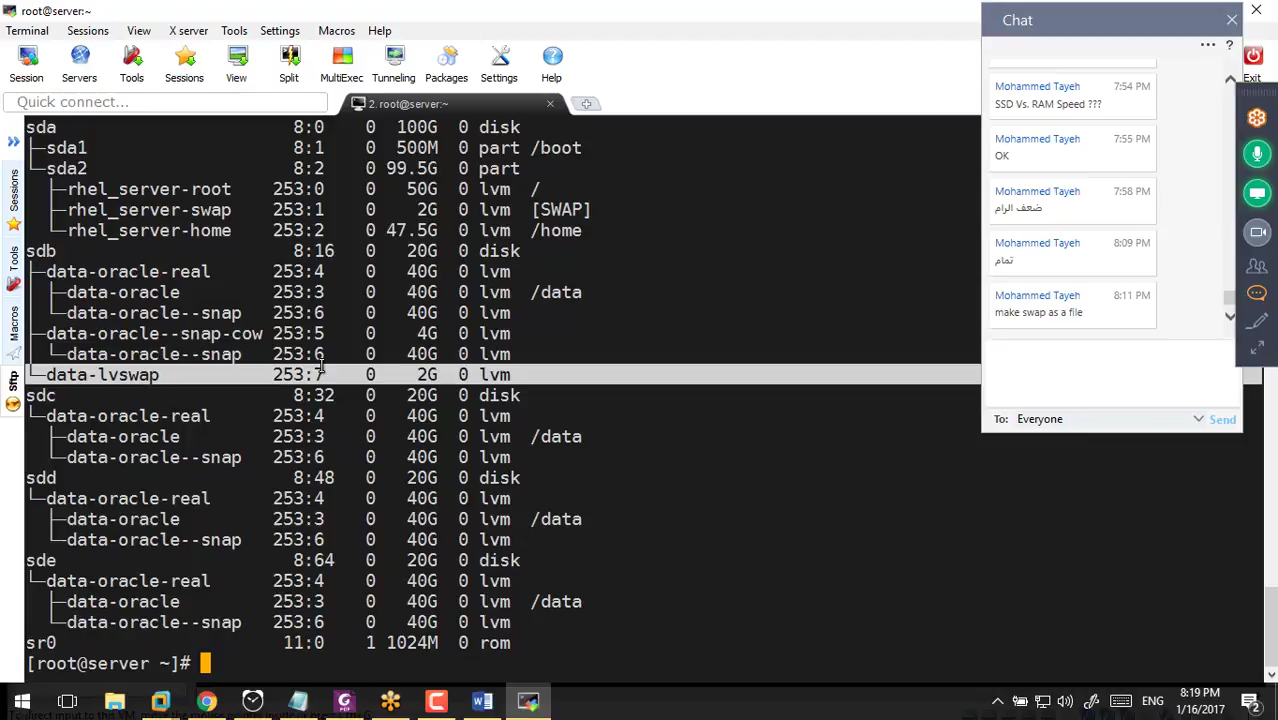 root@server:~
Terminal Sessions View X server Tools Settings Macros Help
Session Servers Tools Sessions View Split MultiExec Tunneling Packages Settings Help
Exit
Quick connect...
2. root@server:~
Sessions
Tools
Macros
Sftp
sda 8:0 0 100G 0 disk
├─sda1 8:1 0 500M 0 part /boot
└─sda2 8:2 0 99.5G 0 part
├─rhel_server-root 253:0 0 50G 0 lvm /
├─rhel_server-swap 253:1 0 2G 0 lvm [SWAP]
└─rhel_server-home 253:2 0 47.5G 0 lvm /home
sdb 8:16 0 20G 0 disk
├─data-oracle-real 253:4 0 40G 0 lvm
│ ├─data-oracle 253:3 0 40G 0 lvm /data
│ └─data-oracle--snap 253:6 0 40G 0 lvm
├─data-oracle--snap-cow 253:5 0 4G 0 lvm
│ └─data-oracle--snap 253:6 0 40G 0 lvm
└─data-lvswap 253:7 0 2G 0 lvm
sdc 8:32 0 20G 0 disk
└─data-oracle-real 253:4 0 40G 0 lvm
├─data-oracle 253:3 0 40G 0 lvm /data
└─data-oracle--snap 253:6 0 40G 0 lvm
sdd 8:48 0 20G 0 disk
└─data-oracle-real 253:4 0 40G 0 lvm
├─data-oracle 253:3 0 40G 0 lvm /data
└─data-oracle--snap 253:6 0 40G 0 lvm
sde 8:64 0 20G 0 disk
└─data-oracle-real 253:4 0 40G 0 lvm
├─data-oracle 253:3 0 40G 0 lvm /data
└─data-oracle--snap 253:6 0 40G 0 lvm
sr0 11:0 1 1024M 0 rom
[root@server ~]#
Chat
?
Mohammed Tayeh 7:54 PM
SSD Vs. RAM Speed ???
Mohammed Tayeh 7:55 PM
OK
Mohammed Tayeh 7:58 PM
ضعف الرام
Mohammed Tayeh 8:09 PM
تمام
Mohammed Tayeh 8:11 PM
make swap as a file
To: Everyone Send
ENG
8:19 PM
1/16/2017
2